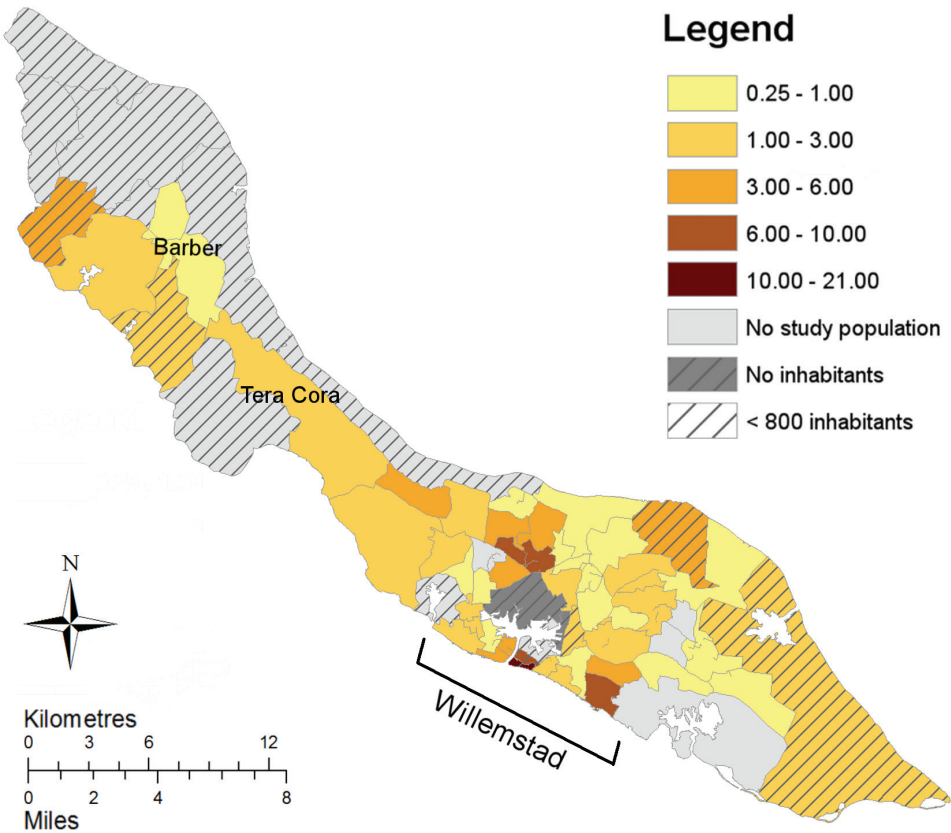 Legend
0.25 - 1.00
1.00 - 3.00
3.00 - 6.00
6.00 - 10.00
10.00 - 21.00
No study population
No inhabitants
< 800 inhabitants
Barber
Tera Cora
Willemstad
N
Kilometres
0 3 6 12
0 2 4 8
Miles